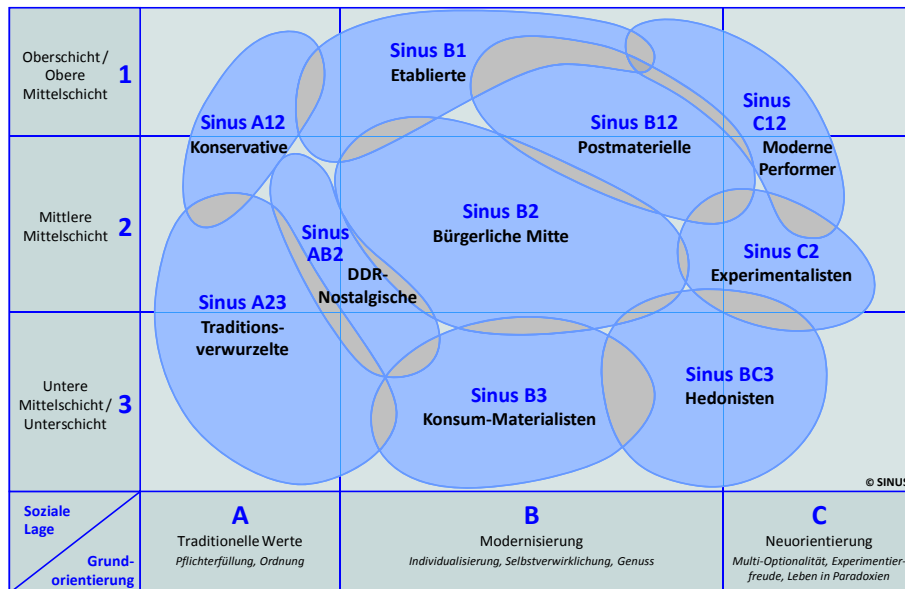 Oberschicht /
Obere
Mittelschicht
1
Sinus B1
Etablierte
Sinus A12
Konservative
Sinus B12
Postmaterielle
Sinus
C12
Moderne
Performer
Mittlere
Mittelschicht
2
Sinus
AB2
DDR-
Nostalgische
Sinus B2
Bürgerliche Mitte
Sinus C2
Experimentalisten
Sinus A23
Traditions-
verwurzelte
Untere
Mittelschicht /
Unterschicht
3
Sinus B3
Konsum-Materialisten
Sinus BC3
Hedonisten
© SINUS
Soziale
Lage
Grund-
orientierung
A
Traditionelle Werte
Pflichterfüllung, Ordnung
B
Modernisierung
Individualisierung, Selbstverwirklichung, Genuss
C
Neuorientierung
Multi-Optionalität, Experimentier-
freude, Leben in Paradoxien